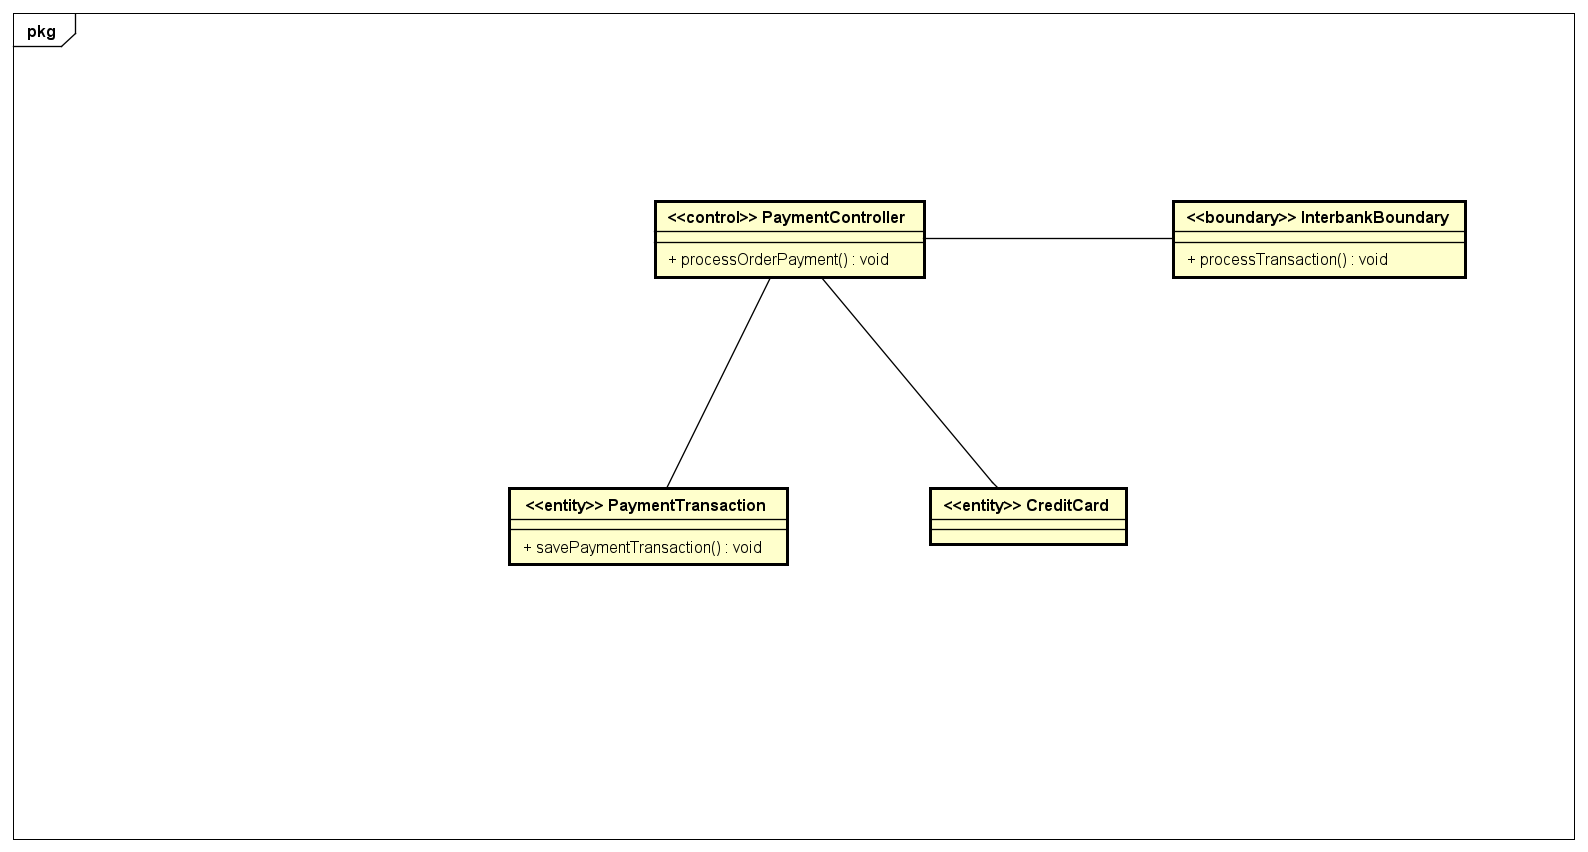 pkg
<<control>> PaymentController
+ processOrderPayment() : void
<<boundary>> InterbankBoundary
+ processTransaction() : void
<<entity>> PaymentTransaction
+ savePaymentTransaction() : void
<<entity>> CreditCard